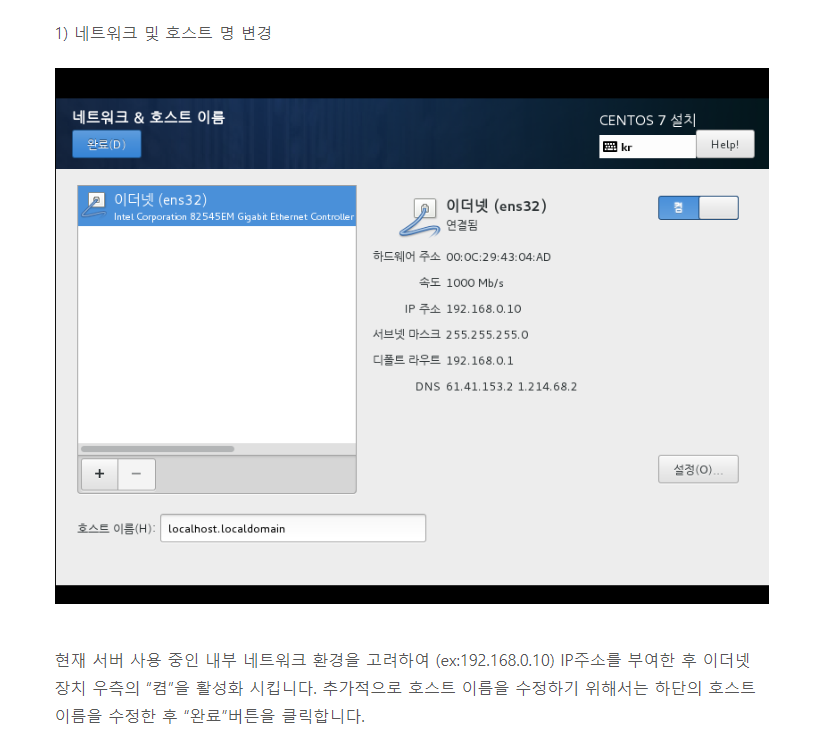 1) 네트워크 및 호스트 명 변경
네트워크 & 호스트 이름
완료(D)
CENTOS 7 설치
kr
Help!
이더넷 (ens32)
Intel Corporation 82545EM Gigabit Ethernet Controller
이더넷 (ens32)
연결됨
켬
하드웨어 주소 00:0C:29:43:04:AD
속도 1000 Mb/s
IP 주소 192.168.0.10
서브넷 마스크 255.255.255.0
디폴트 라우트 192.168.0.1
DNS 61.41.153.2 1.214.68.2
+ −
설정(O)...
호스트 이름(H): localhost.localdomain
현재 서버 사용 중인 내부 네트워크 환경을 고려하여 (ex:192.168.0.10) IP주소를 부여한 후 이더넷
장치 우측의 "켬"을 활성화 시킵니다. 추가적으로 호스트 이름을 수정하기 위해서는 하단의 호스트
이름을 수정한 후 "완료"버튼을 클릭합니다.